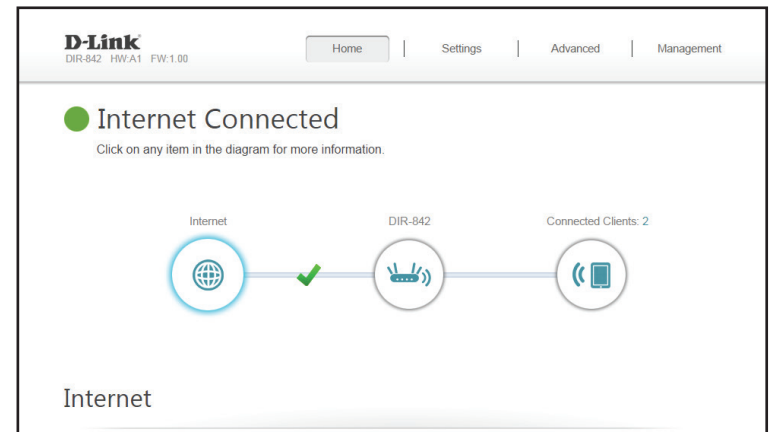 D-Link
DIR-842 HW:A1 FW:1.00
Home | Settings | Advanced | Management
Internet Connected
Click on any item in the diagram for more information.
Internet DIR-842 Connected Clients: 2
Internet